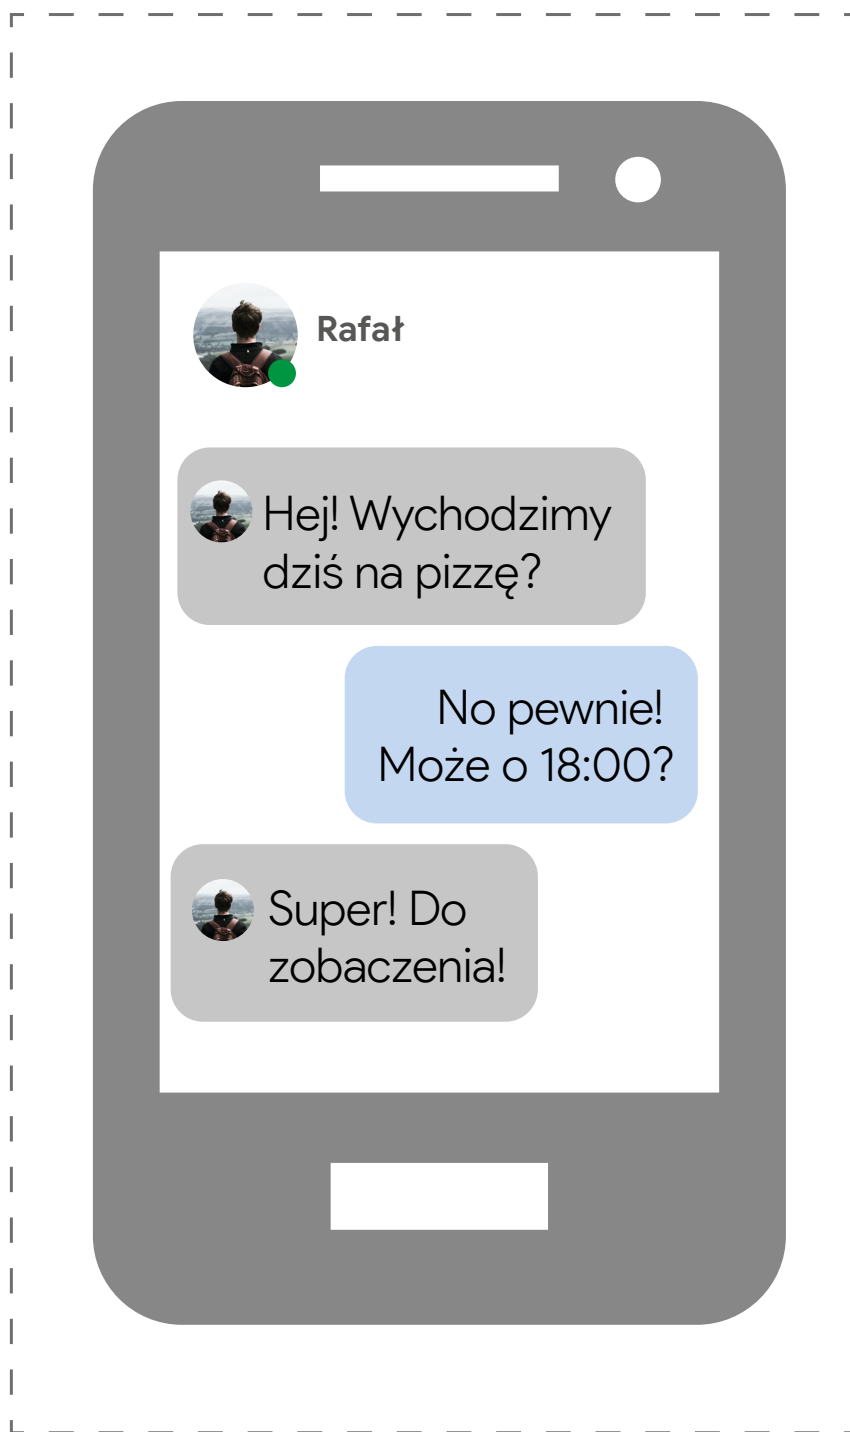 Rafał
Hej! Wychodzimy
dziś na pizzę?
No pewnie!
Może o 18:00?
Super! Do
zobaczenia!